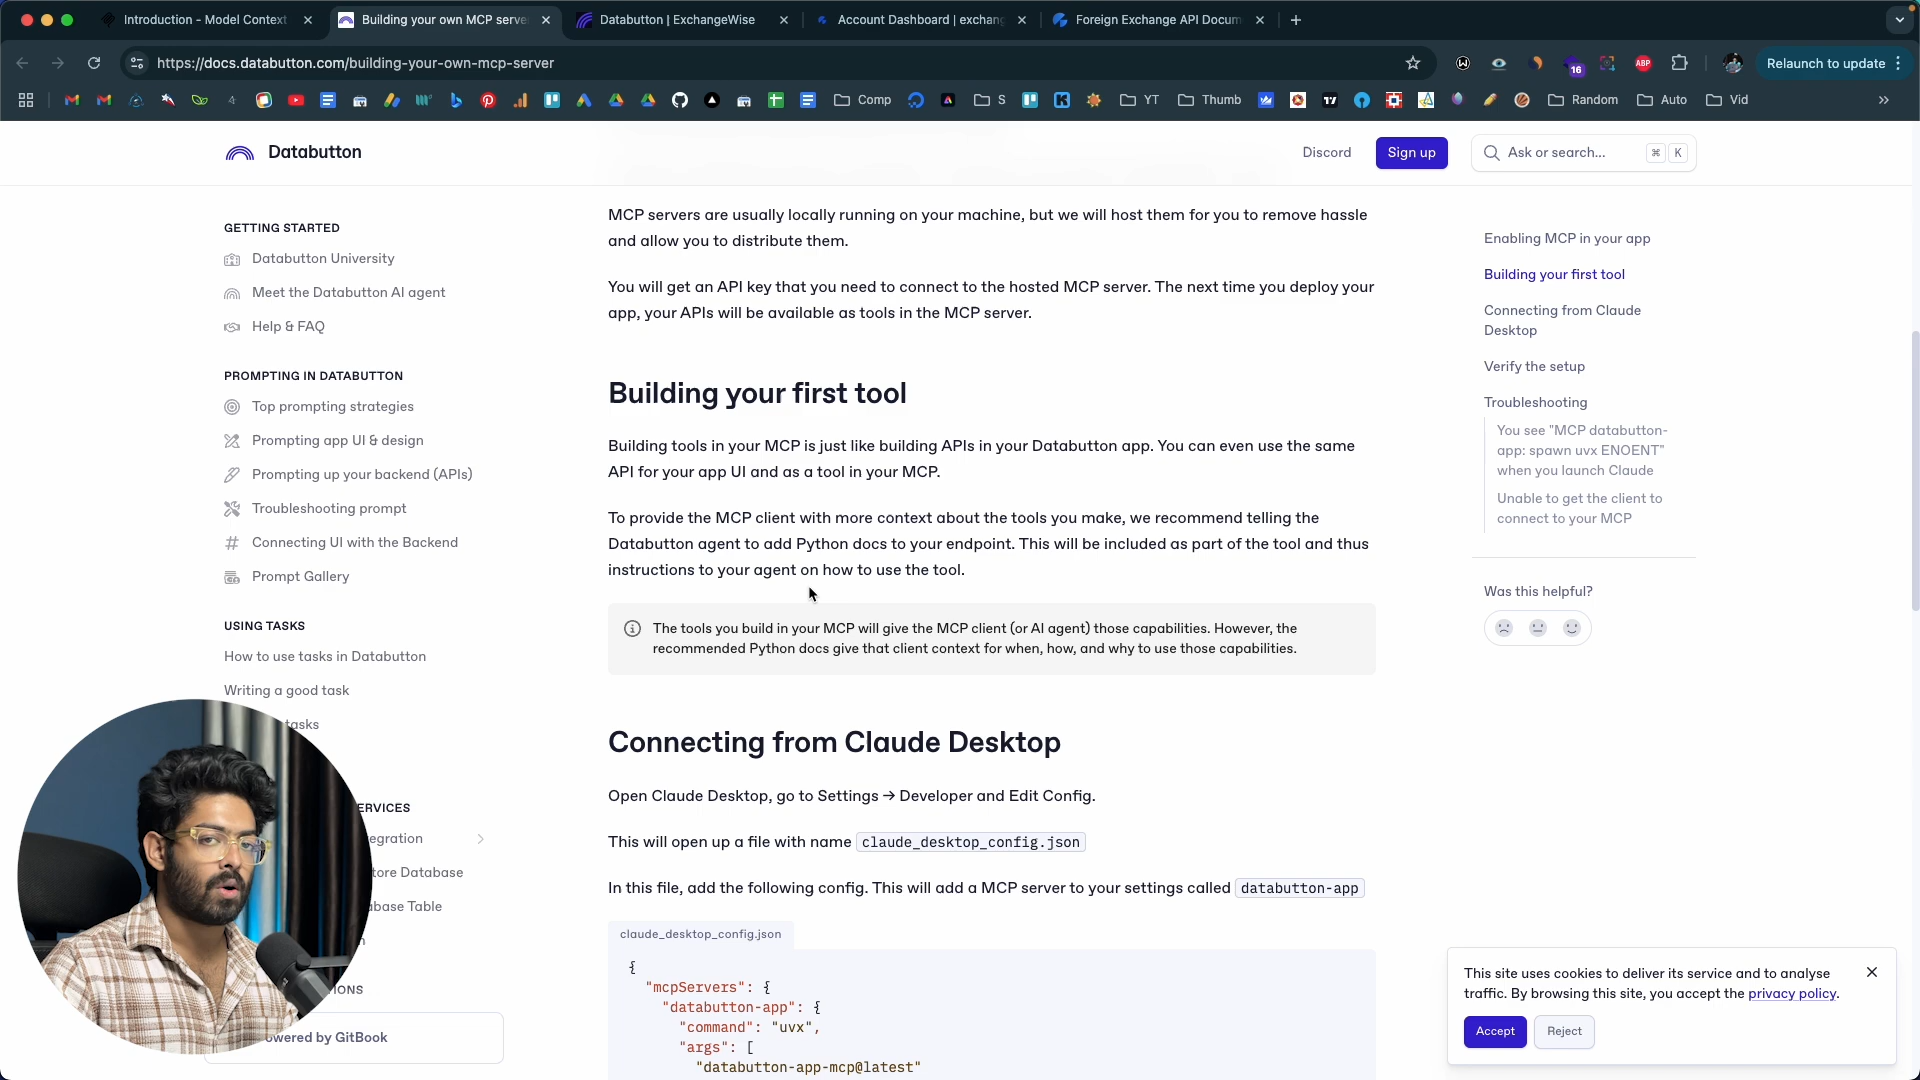 Introduction - Model Context
Building your own MCP serve
Databutton | ExchangeWise
Account Dashboard | exchang
Foreign Exchange API Docum
https://docs.databutton.com/building-your-own-mcp-server
16
ABP
Relaunch to update
Comp
S
YT
Thumb
Random
Auto
Vid
Databutton
Discord
Sign up
Ask or search...
⌘ K
GETTING STARTED
Databutton University
Meet the Databutton AI agent
Help & FAQ
PROMPTING IN DATABUTTON
Top prompting strategies
Prompting app UI & design
Prompting up your backend (APIs)
Troubleshooting prompt
Connecting UI with the Backend
Prompt Gallery
USING TASKS
How to use tasks in Databutton
Writing a good task
tasks
ERVICES
egration
tore Database
abase Table
n
IONS
owered by GitBook
MCP servers are usually locally running on your machine, but we will host them for you to remove hassle
and allow you to distribute them.
You will get an API key that you need to connect to the hosted MCP server. The next time you deploy your
app, your APIs will be available as tools in the MCP server.
Building your first tool
Building tools in your MCP is just like building APIs in your Databutton app. You can even use the same
API for your app UI and as a tool in your MCP.
To provide the MCP client with more context about the tools you make, we recommend telling the
Databutton agent to add Python docs to your endpoint. This will be included as part of the tool and thus
instructions to your agent on how to use the tool.
The tools you build in your MCP will give the MCP client (or AI agent) those capabilities. However, the
recommended Python docs give that client context for when, how, and why to use those capabilities.
Connecting from Claude Desktop
Open Claude Desktop, go to Settings → Developer and Edit Config.
This will open up a file with name claude_desktop_config.json
In this file, add the following config. This will add a MCP server to your settings called databutton-app
claude_desktop_config.json
{
"mcpServers": {
"databutton-app": {
"command": "uvx",
"args": [
"databutton-app-mcp@latest"
Enabling MCP in your app
Building your first tool
Connecting from Claude
Desktop
Verify the setup
Troubleshooting
You see "MCP databutton-
app: spawn uvx ENOENT"
when you launch Claude
Unable to get the client to
connect to your MCP
Was this helpful?
This site uses cookies to deliver its service and to analyse
traffic. By browsing this site, you accept the privacy policy.
Accept
Reject